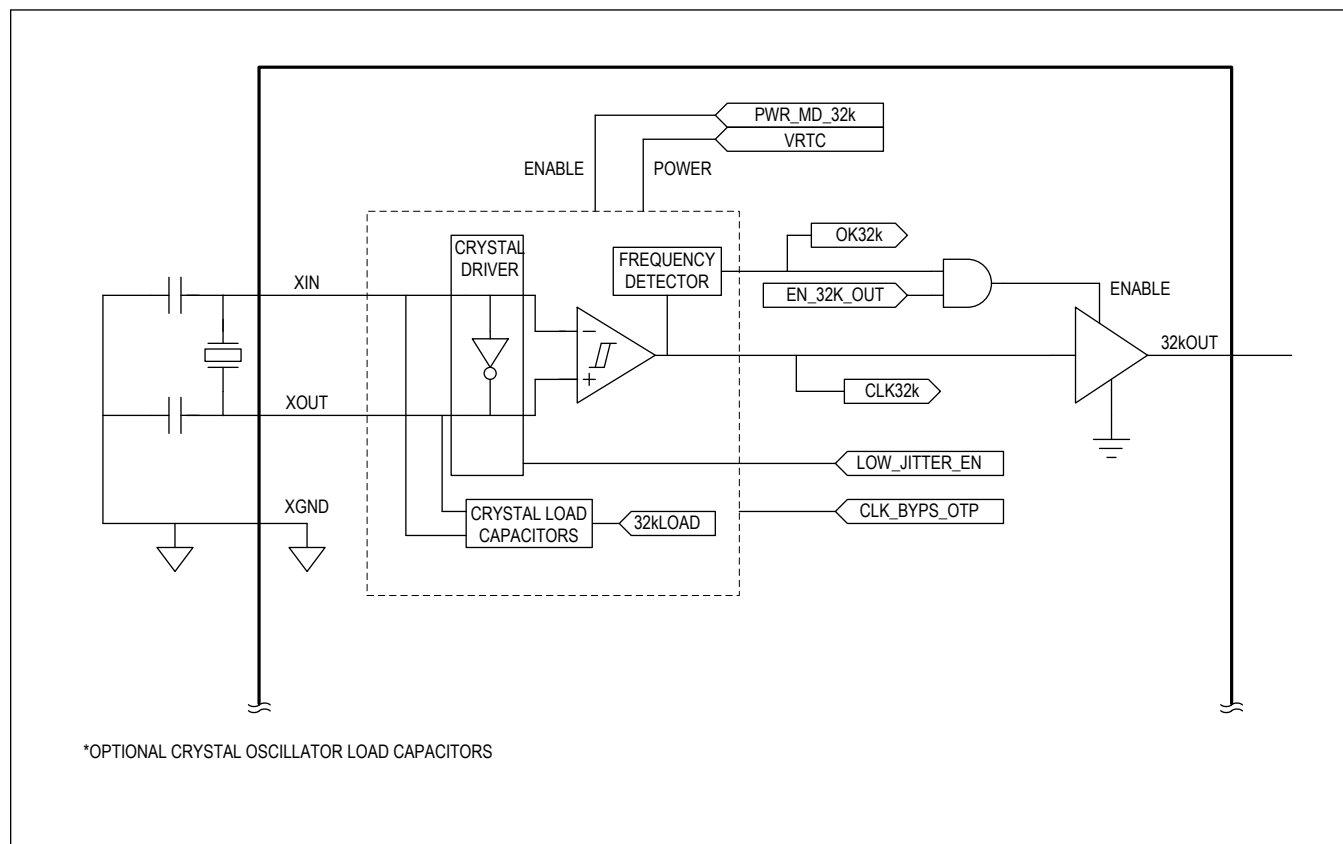 PWR_MD_32k
VRTC
ENABLE
POWER
OK32k
CRYSTAL
DRIVER
FREQUENCY
DETECTOR
XIN
EN_32K_OUT
ENABLE
32kOUT
CLK32k
XOUT
LOW_JITTER_EN
XGND
CRYSTAL LOAD
CAPACITORS
32kLOAD
CLK_BYPS_OTP
*OPTIONAL CRYSTAL OSCILLATOR LOAD CAPACITORS